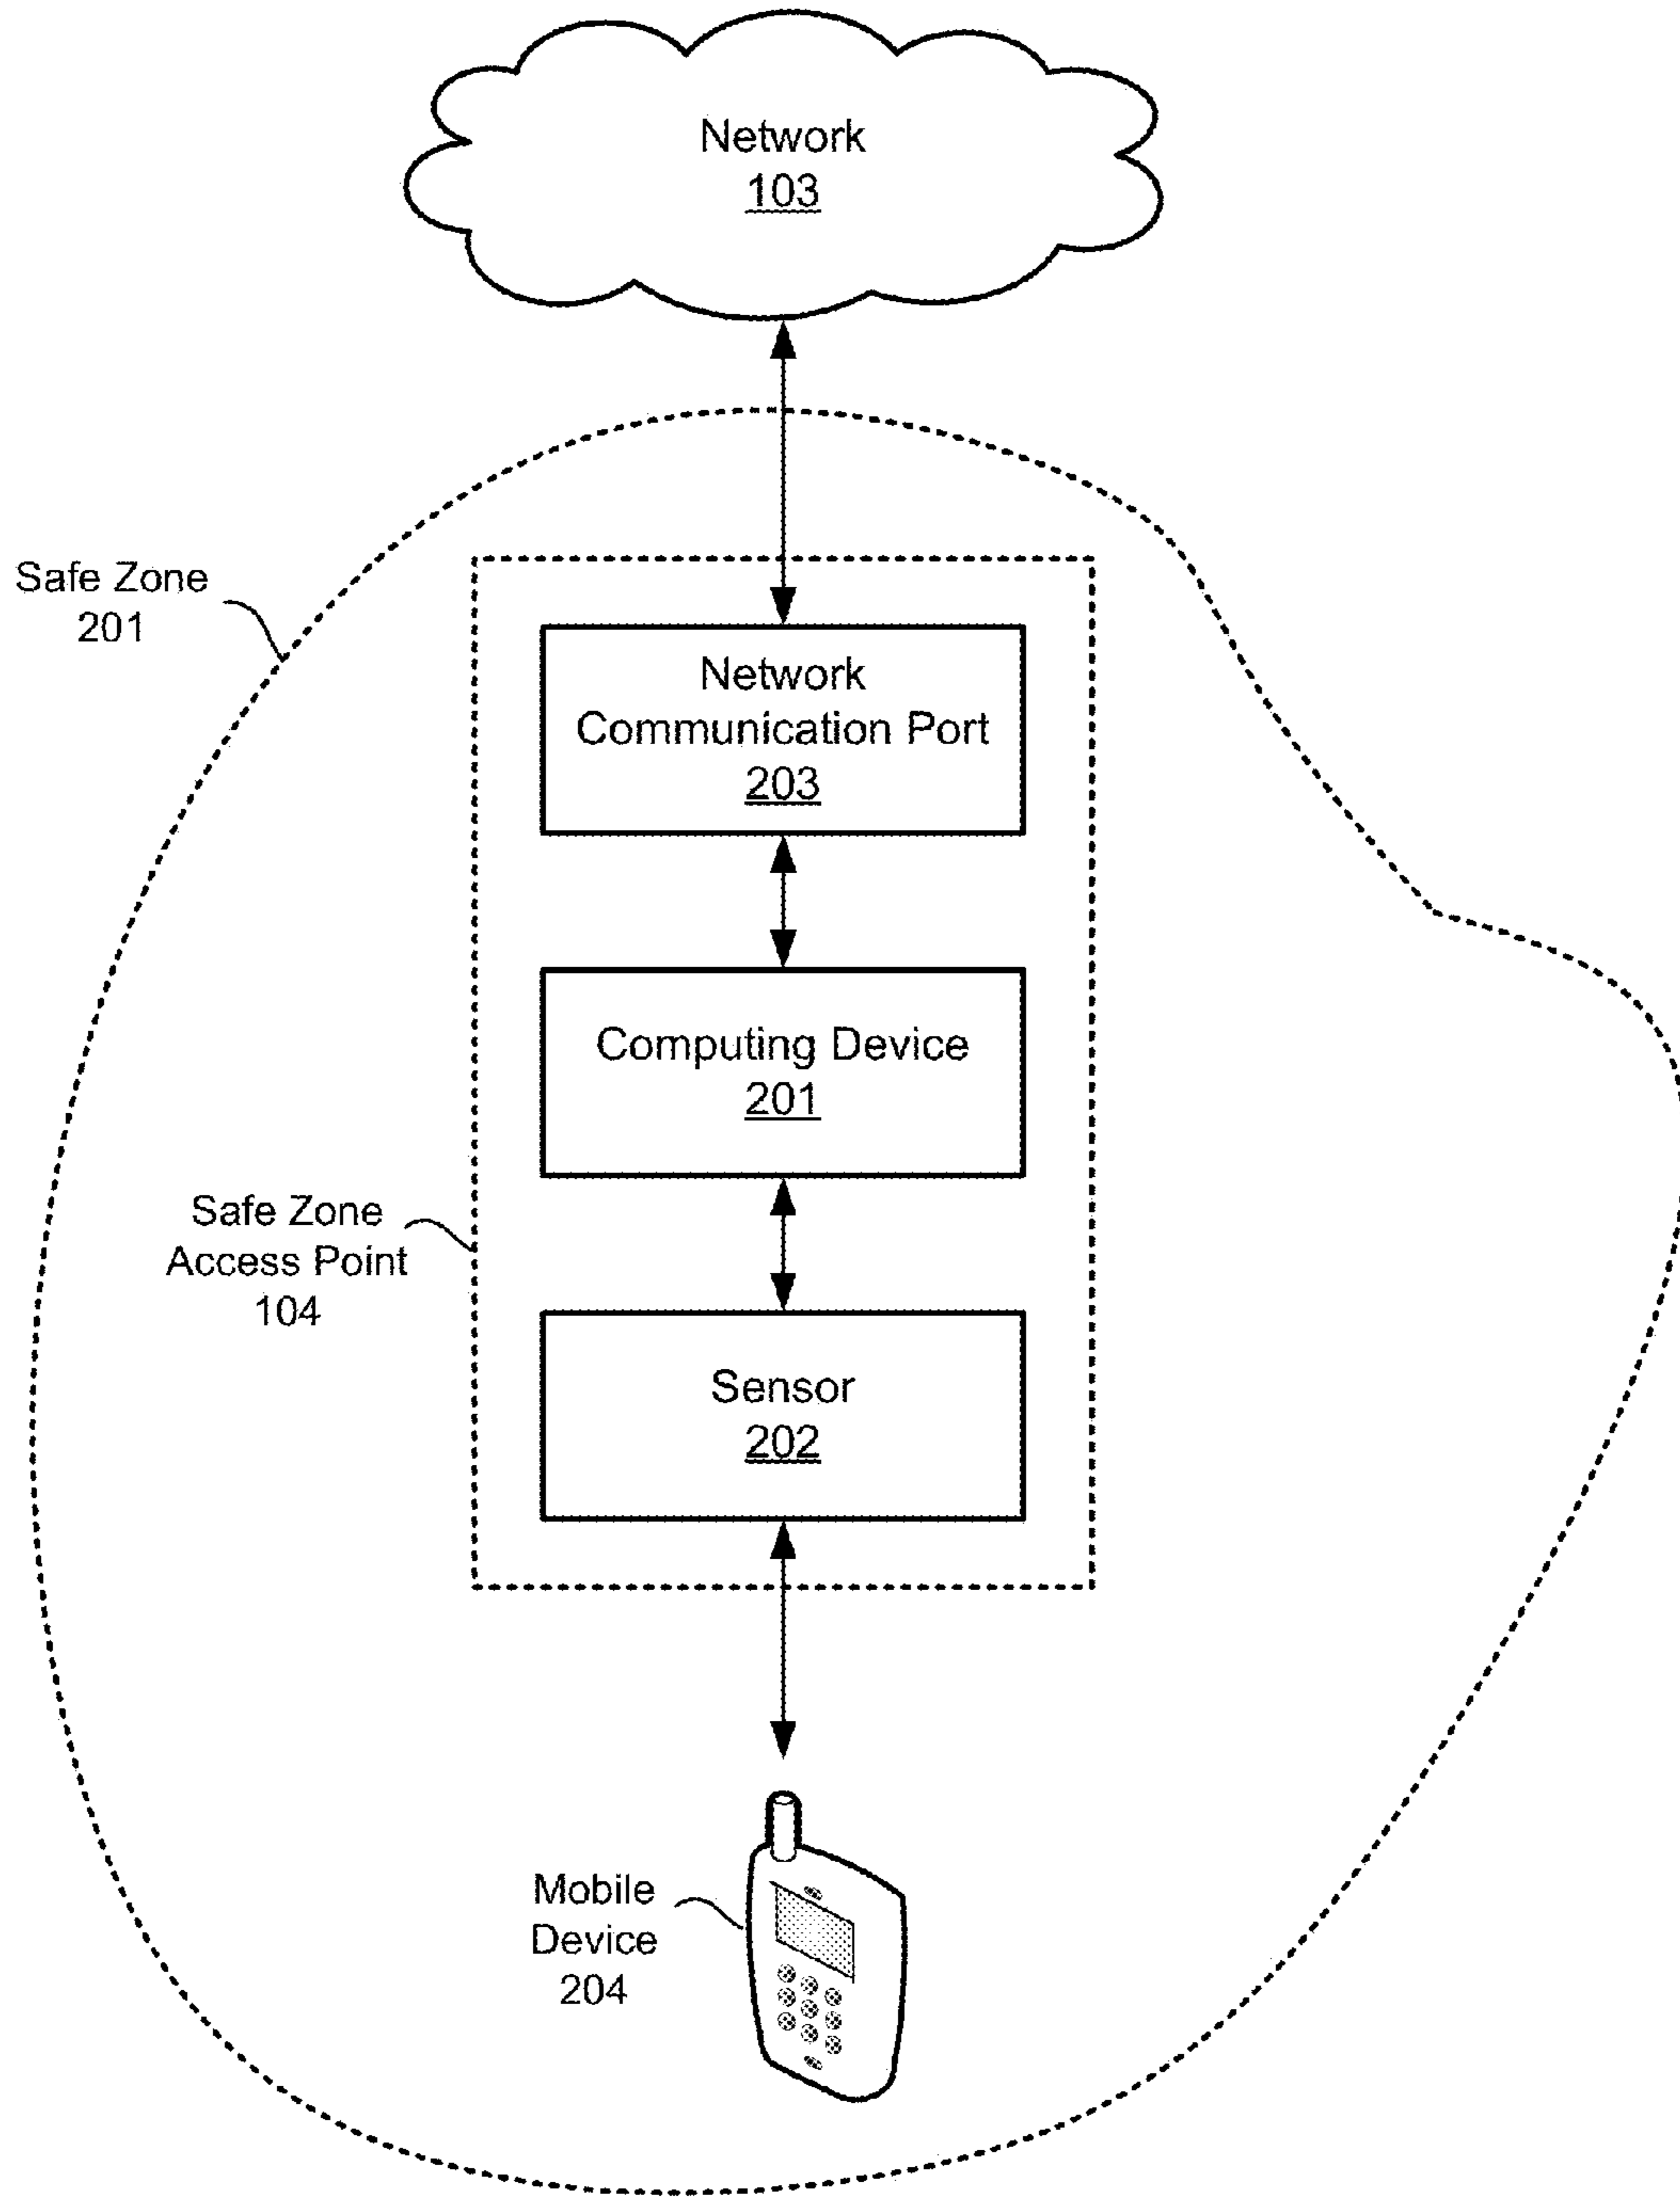 Network
103
Safe Zone
201
Network
Communication Port
203
Computing Device
201
Safe Zone
Access Point
104
Sensor
202
Mobile
Device
204